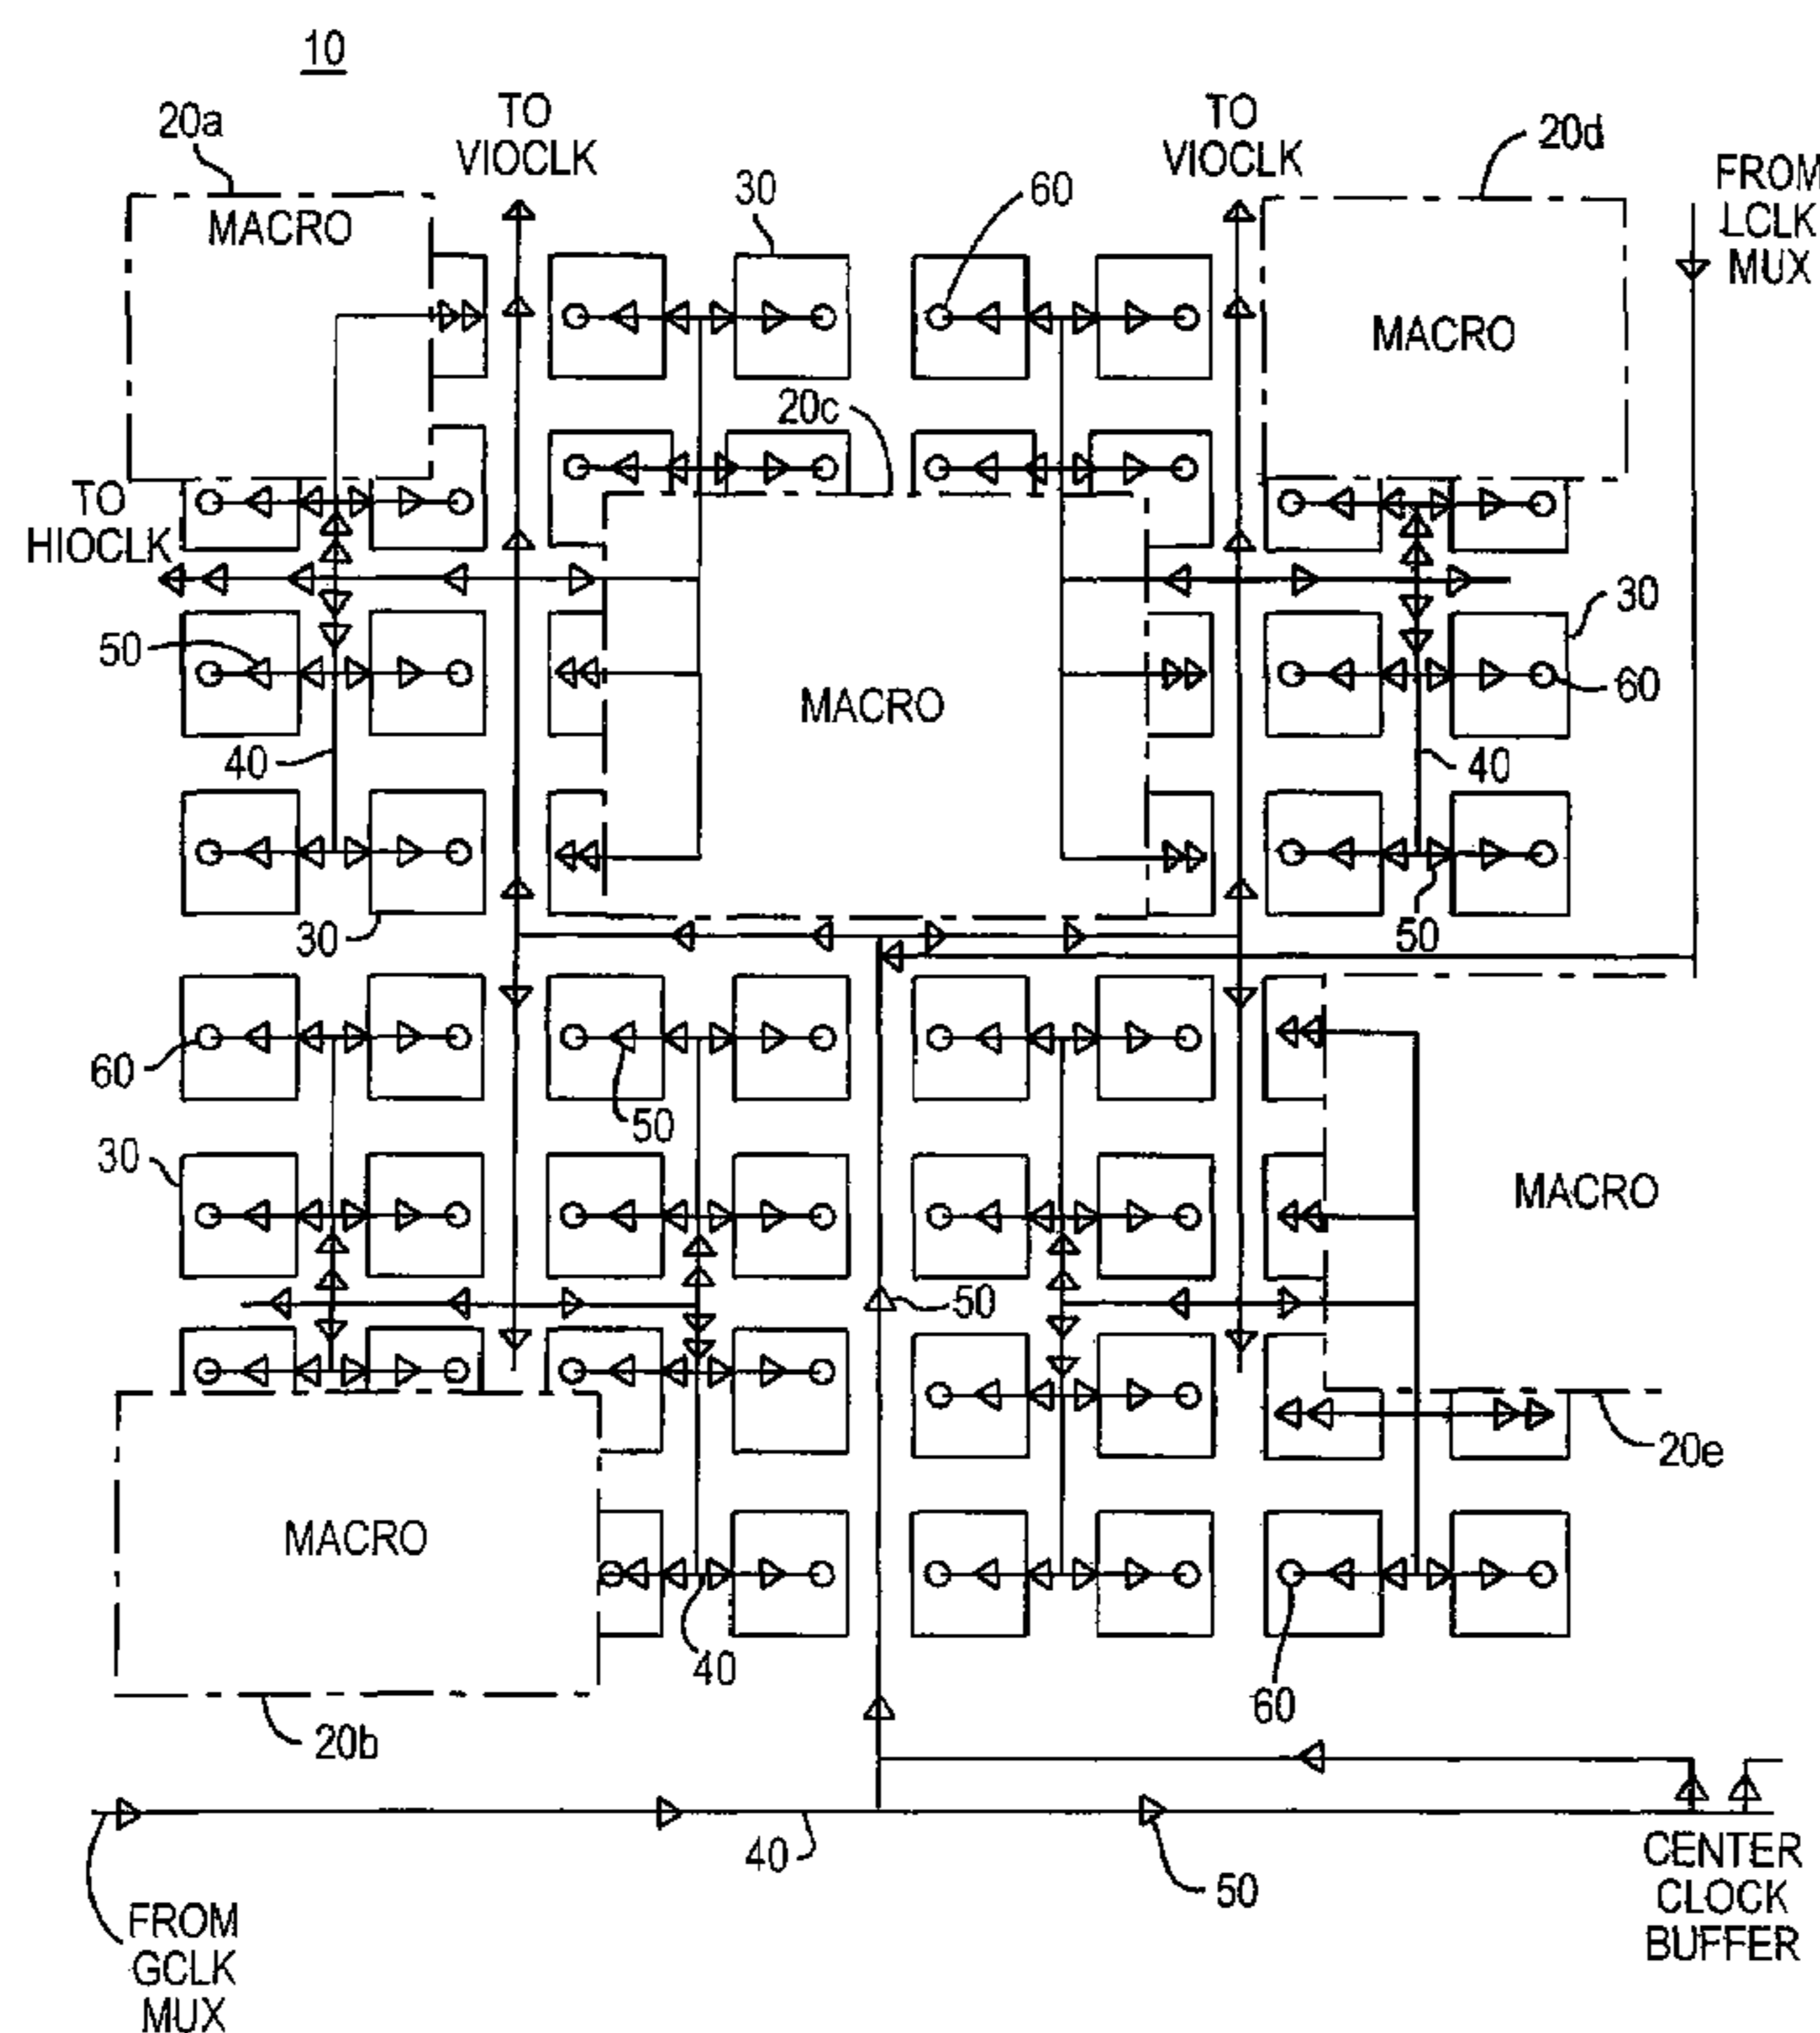 10
20a
TO
VIOCLK
TO
VIOCLK
20d
FROM
LCLK
MUX
MACRO
30
60
MACRO
20c
TO
HIOCLK
50
30
60
MACRO
40
40
30
50
60
50
30
MACRO
50
20e
MACRO
40
60
20b
40
50
CENTER
CLOCK
BUFFER
FROM
GCLK
MUX